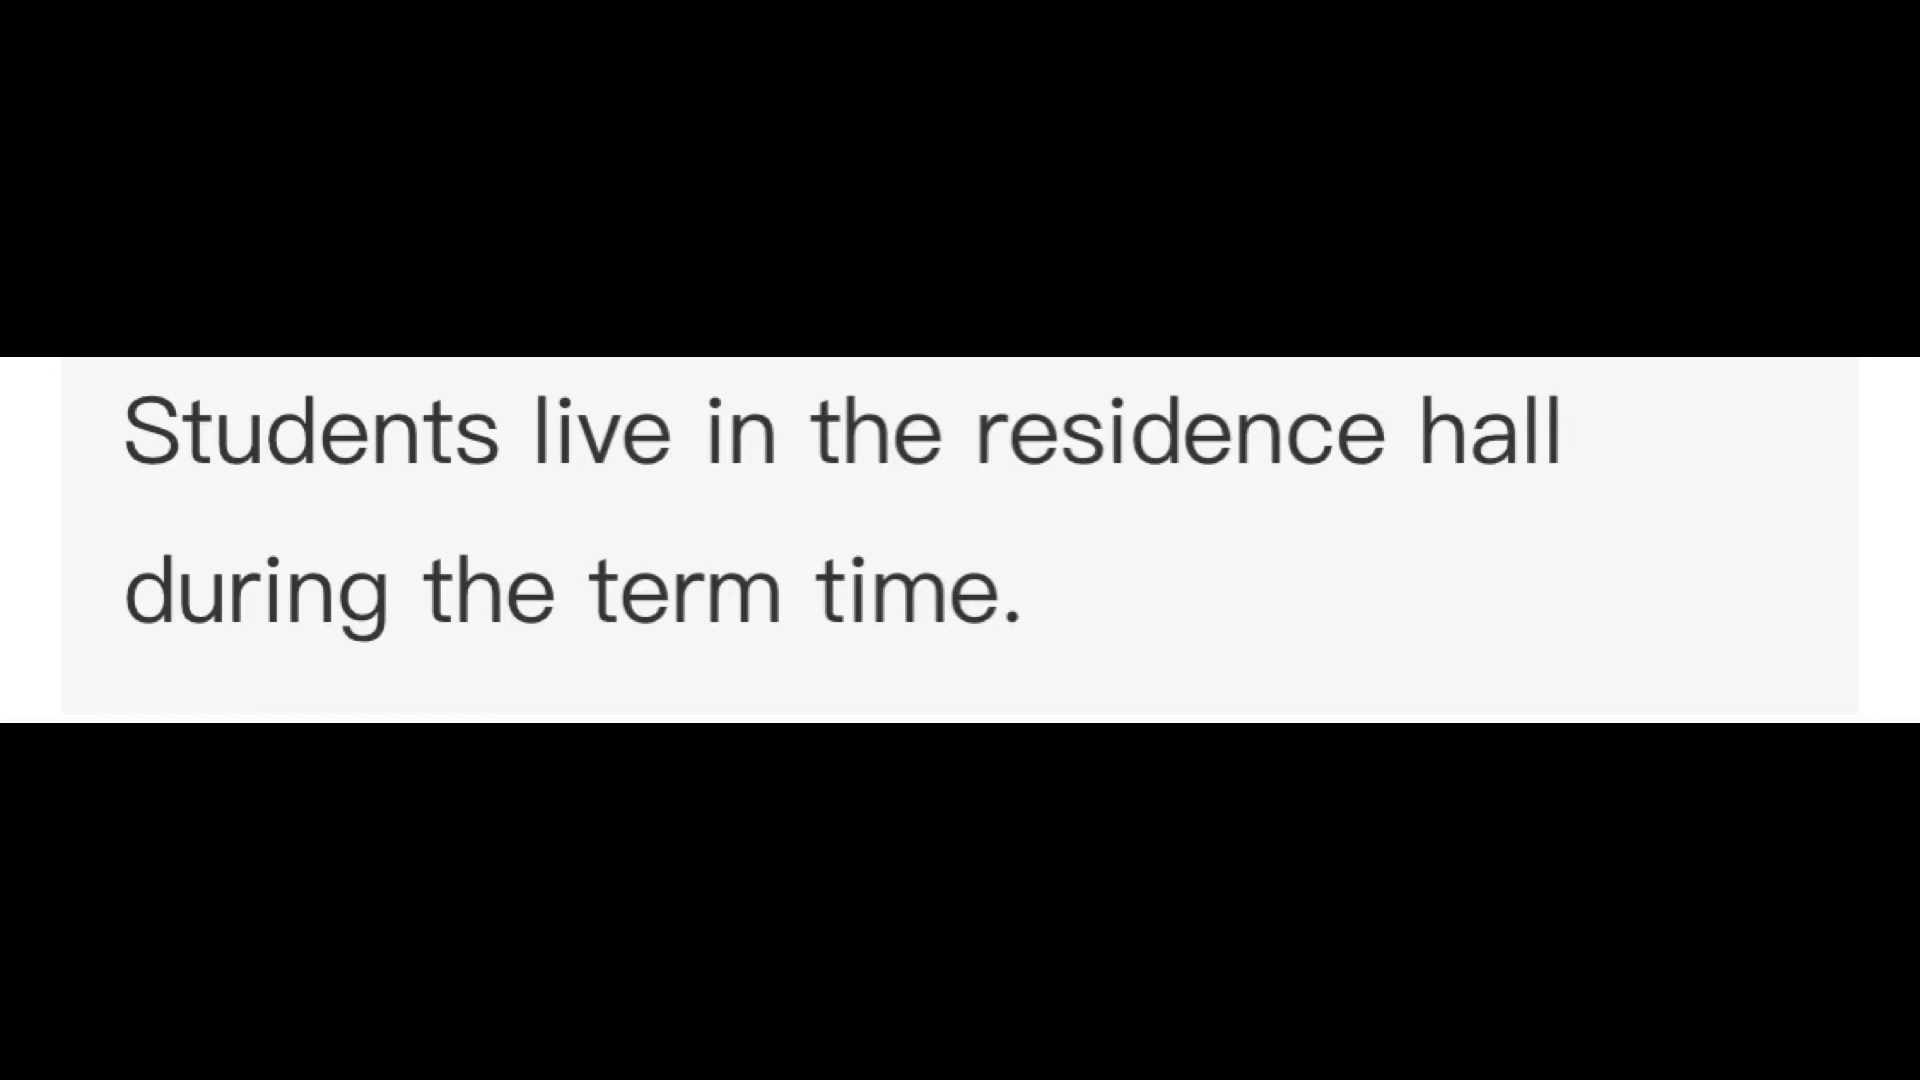 Students live in the residence hall
during the term time.